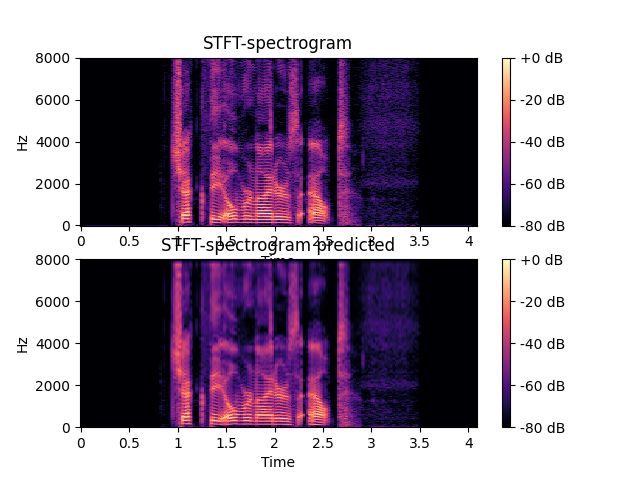 STFT-spectrogram
Hz
8000
6000
4000
2000
0
0 0.5 1 1.5 2 2.5 3 3.5 4
Time
+0 dB
-20 dB
-40 dB
-60 dB
-80 dB
STFT-spectrogram predicted
Hz
8000
6000
4000
2000
0
0 0.5 1 1.5 2 2.5 3 3.5 4
Time
+0 dB
-20 dB
-40 dB
-60 dB
-80 dB